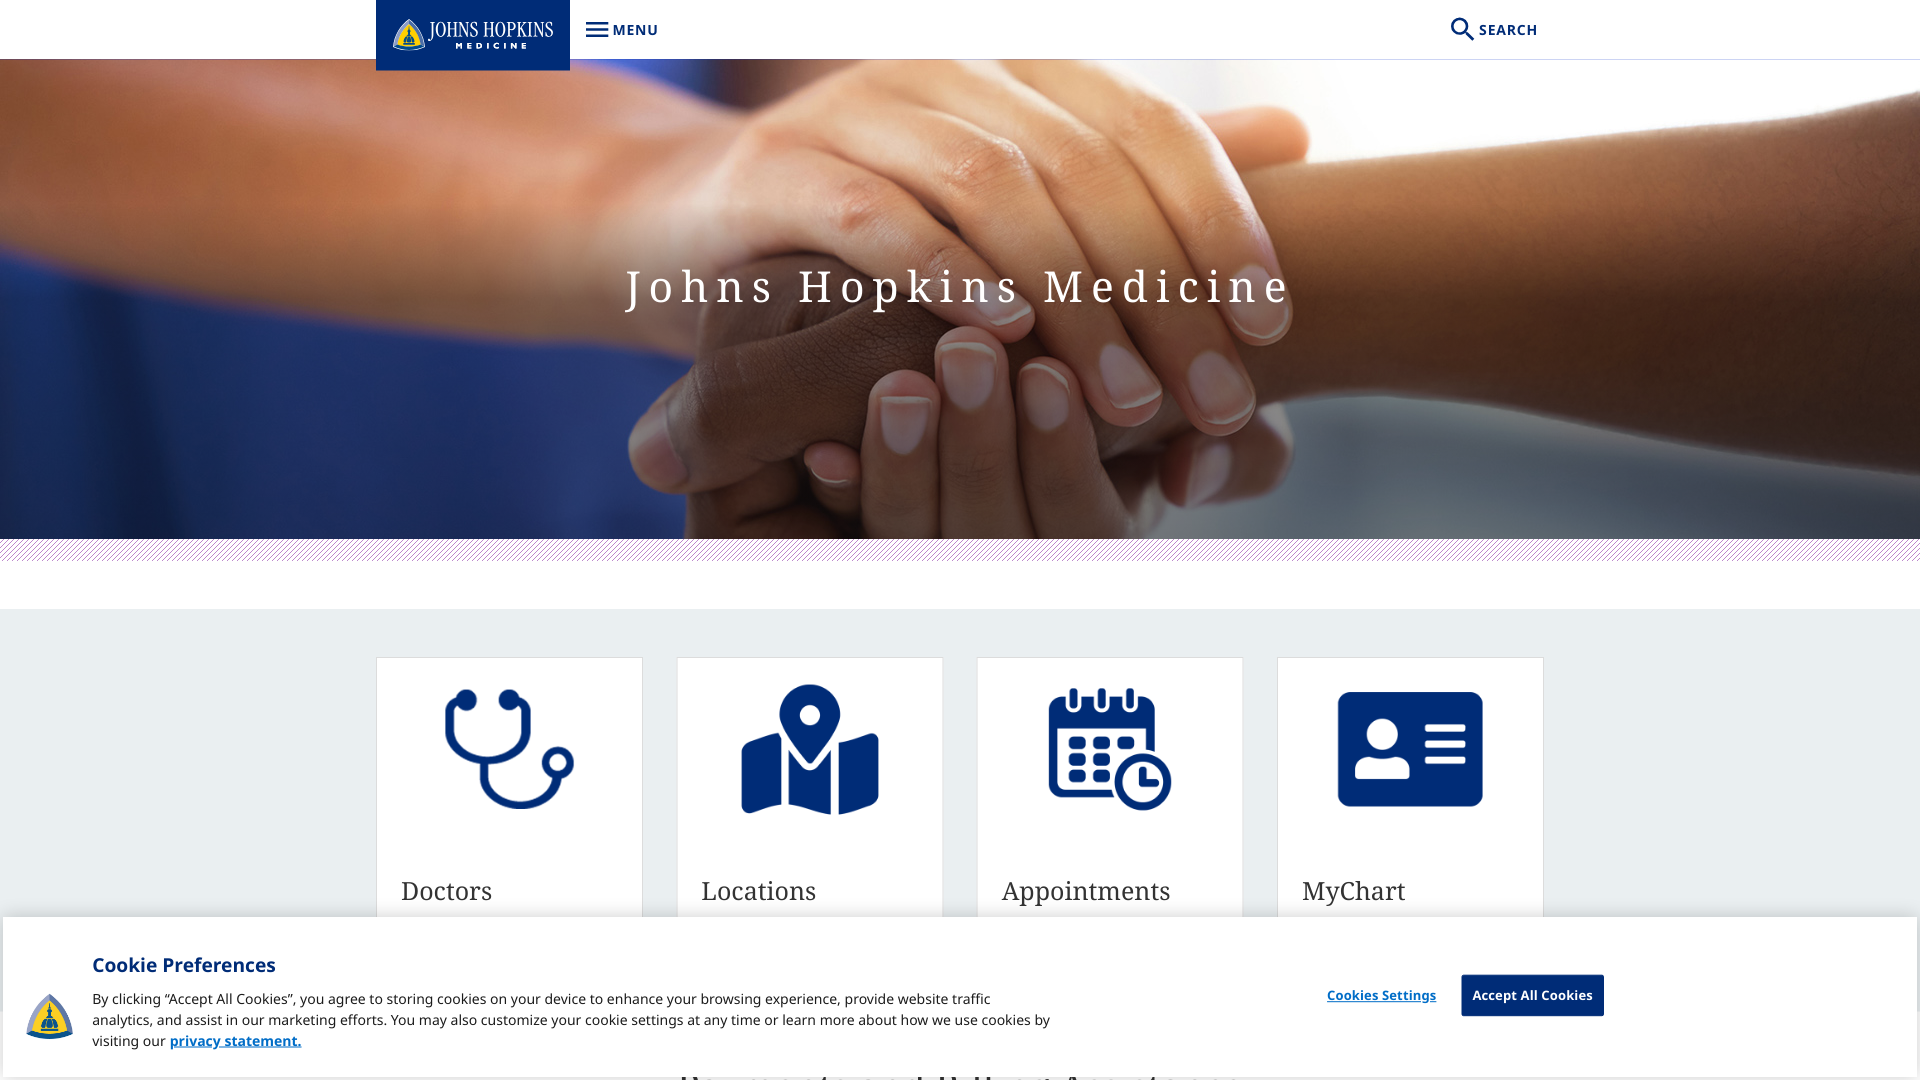 JOHNS HOPKINS
MEDICINE
MENU
SEARCH
Johns Hopkins Medicine
Doctors
Locations
Appointments
MyChart
Cookie Preferences
By clicking “Accept All Cookies”, you agree to storing cookies on your device to enhance your browsing experience, provide website traffic
analytics, and assist in our marketing efforts. You may also customize your cookie settings at any time or learn more about how we use cookies by
visiting our privacy statement.
Cookies Settings
Accept All Cookies